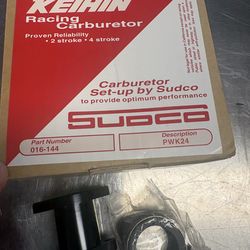 KEIHIN
Racing
Carburetor
Proven Reliability
• 2 stroke • 4 stroke
Carburetor
Set-up by Sudco
to provide optimum performance
SUDCO
Part Number
Description
016-144
PWK24